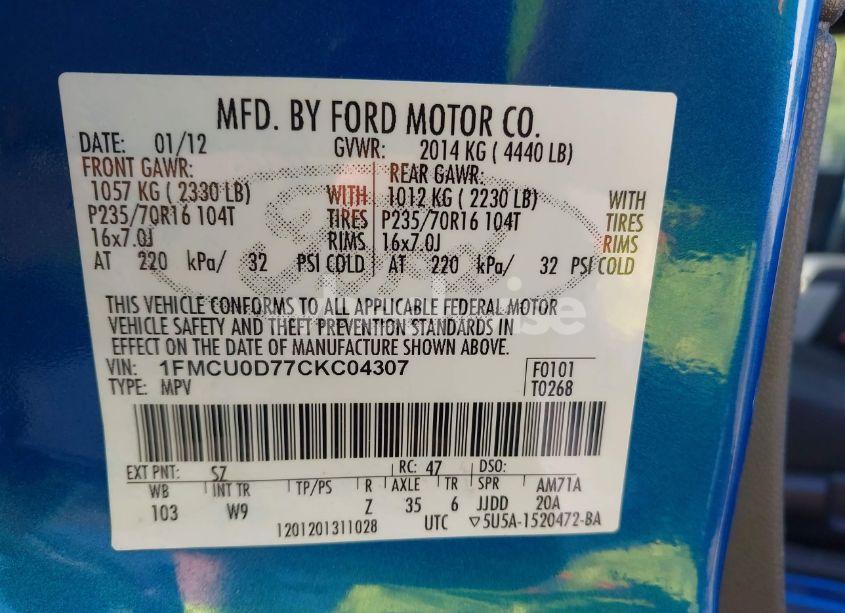 MFD. BY FORD MOTOR CO.
DATE: 01/12 GVWR: 2014 KG ( 4440 LB)
FRONT GAWR: REAR GAWR:
1057 KG ( 2330 LB) WITH 1012 KG ( 2230 LB) WITH
P235/70R16 104T TIRES P235/70R16 104T TIRES
16x7.0J RIMS 16x7.0J RIMS
AT 220 kPa/ 32 PSI COLD AT 220 kPa/ 32 PSI COLD
THIS VEHICLE CONFORMS TO ALL APPLICABLE FEDERAL MOTOR
VEHICLE SAFETY AND THEFT PREVENTION STANDARDS IN
EFFECT ON THE DATE OF MANUFACTURE SHOWN ABOVE.
VIN: 1FMCU0D77CKC04307 F0101
TYPE: MPV T0268
EXT PNT: SZ RC: 47 DSO:
WB INT TR TP/PS R AXLE TR SPR AM71A
103 W9 Z 35 6 JJDD 20A
1201201311028 UTC ▽5U5A-1520472-BA